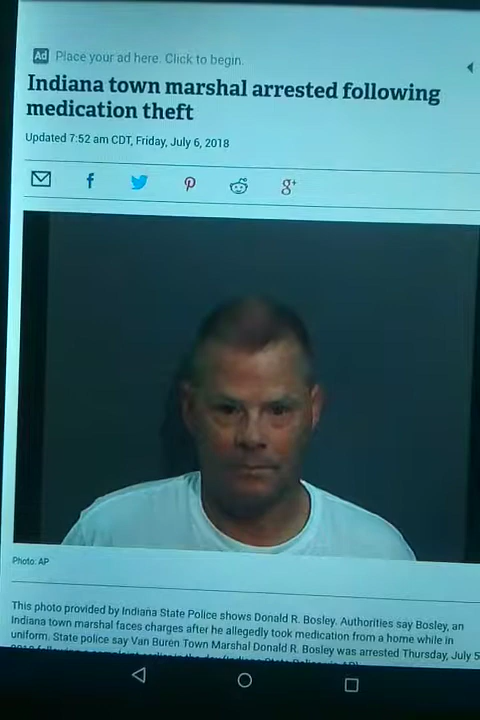 Ad Place your ad here. Click to begin.
Indiana town marshal arrested following
medication theft
Updated 7:52 am CDT, Friday, July 6, 2018
f g+
Photo: AP
This photo provided by Indiana State Police shows Donald R. Bosley. Authorities say Bosley, an
Indiana town marshal faces charges after he allegedly took medication from a home while in
uniform. State police say Van Buren Town Marshal Donald R. Bosley was arrested Thursday, July 5